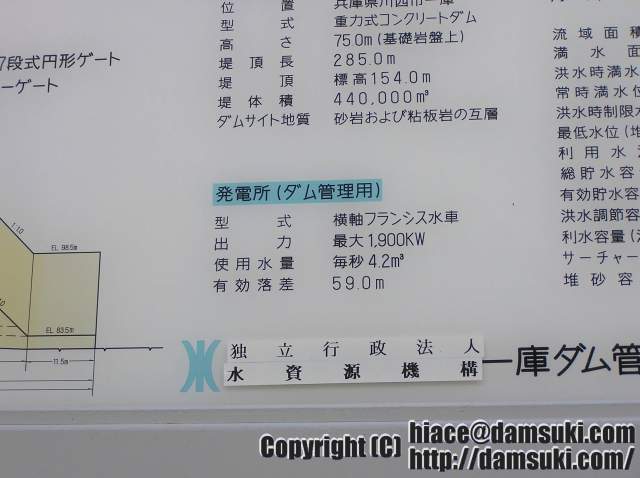 位置 兵庫県川西市一庫
型式 重力式コンクリートダム
高さ 75.0m (基礎岩盤上)
堤頂長 285.0m
堤頂 標高154.0m
堤体積 440,000㎥
ダムサイト地質 砂岩および粘板岩の互層
発電所 (ダム管理用)
型式 横軸フランシス水車
出力 最大1,900KW
使用水量 毎秒4.2㎥
有効落差 59.0m
7段式円形ゲート
ーゲート
1.10
EL 98.5m
EL 83.5m
11.5m
流域面積
満水面
洪水時満水
常時満水位
洪水時制限水
最低水位(堆
利用水
総貯水容
有効貯水容
洪水調節容
利水容量(
サーチャー
堆砂容
独立行政法人
水資源機構
一庫ダム管
Copyright (C) hiace@damsuki.com
http://damsuki.com/